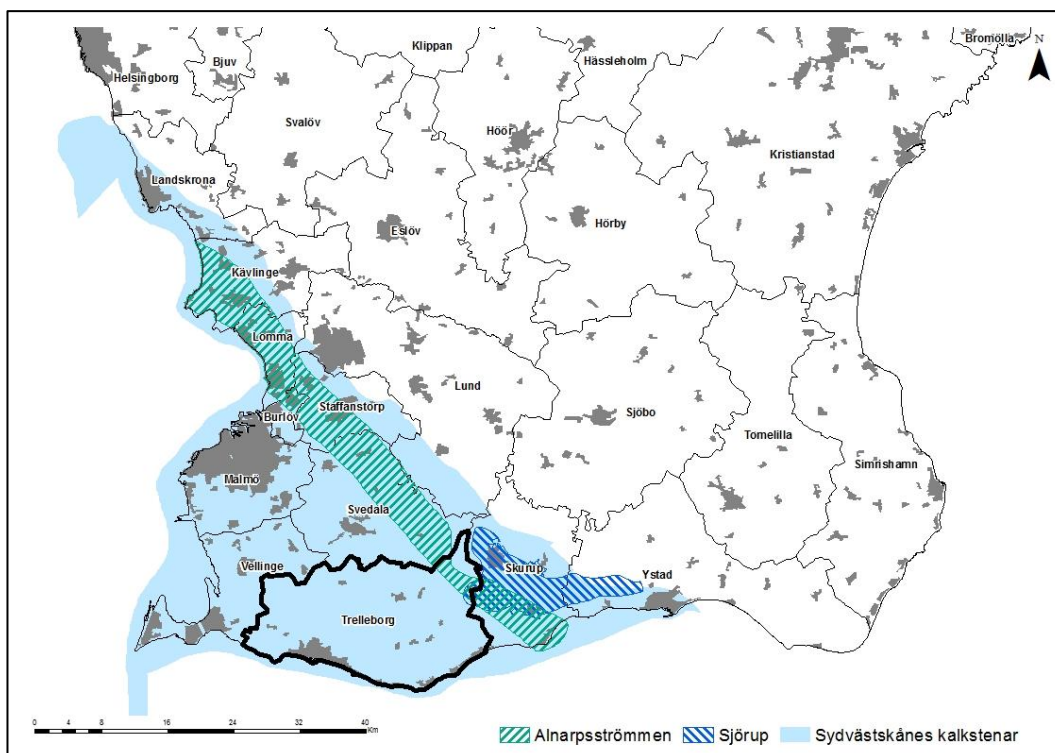 Klippan
Hässleholm
Bromölla
N
Helsingborg
Bjuv
Svalöv
Höör
Kristianstad
Landskrona
Eslöv
Hörby
Kävlinge
Lomma
Lund
Staffanstorp
Burlöv
Sjöbo
Tomelilla
Simrishamn
Malmö
Svedala
Vellinge
Skurup
Ystad
Trelleborg
0 4 8 16 24 32 40
Km
Alnarpsströmmen Sjörup Sydvästskånes kalkstenar